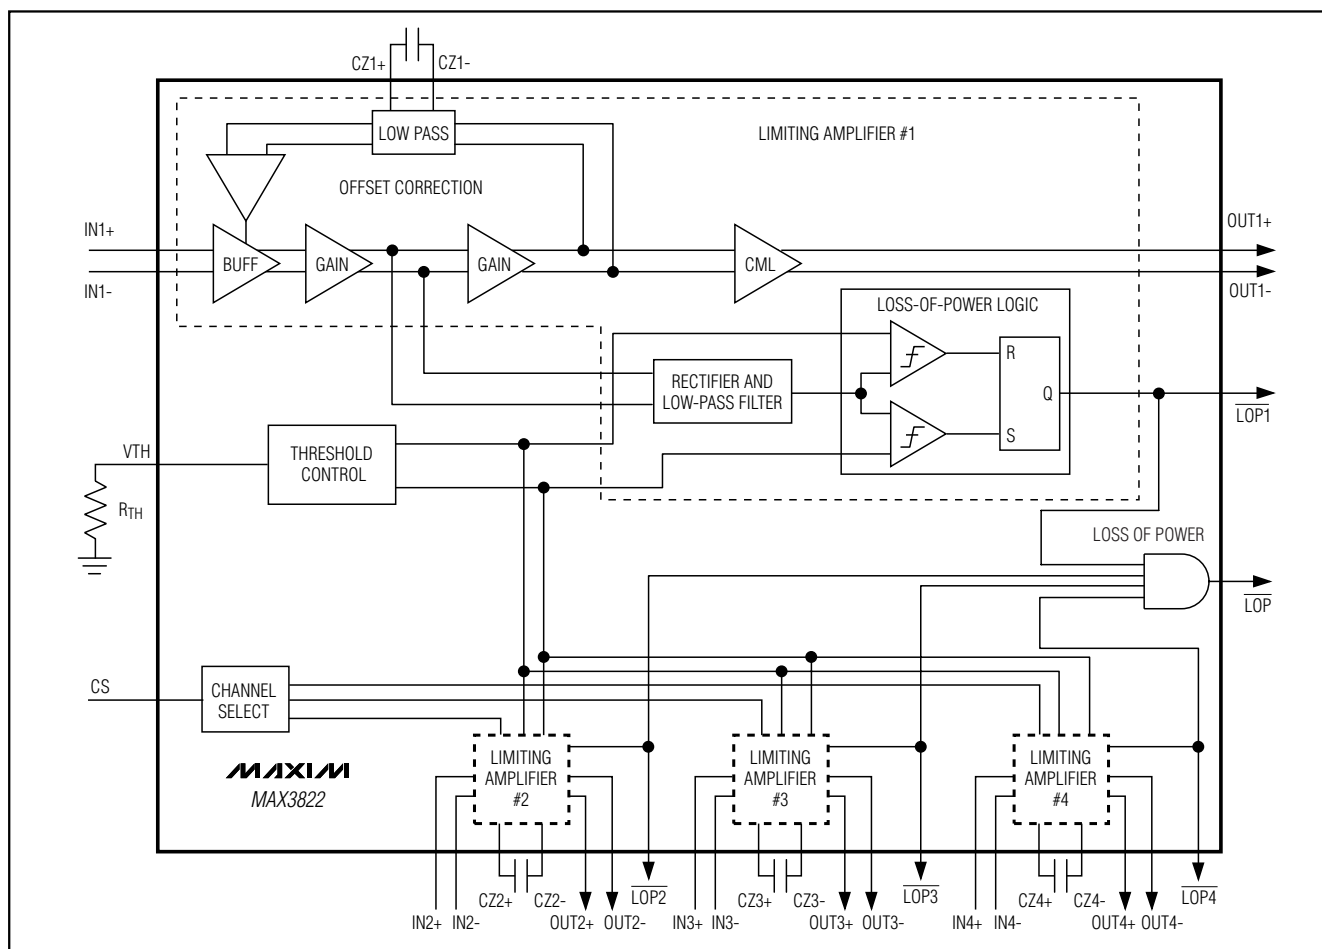 CZ1+
CZ1-
LOW PASS
LIMITING AMPLIFIER #1
OFFSET CORRECTION
IN1+
IN1-
BUFF
GAIN
GAIN
CML
OUT1+
OUT1-
LOSS-OF-POWER LOGIC
RECTIFIER AND
LOW-PASS FILTER
R
S
Q
LOP1
VTH
THRESHOLD
CONTROL
RTH
LOSS OF POWER
LOP
CS
CHANNEL
SELECT
MAXIM
MAX3822
LIMITING
AMPLIFIER
#2
LIMITING
AMPLIFIER
#3
LIMITING
AMPLIFIER
#4
IN2+
IN2-
CZ2+
CZ2-
OUT2+
OUT2-
LOP2
IN3+
IN3-
CZ3+
CZ3-
OUT3+
OUT3-
LOP3
IN4+
IN4-
CZ4+
CZ4-
OUT4+
OUT4-
LOP4